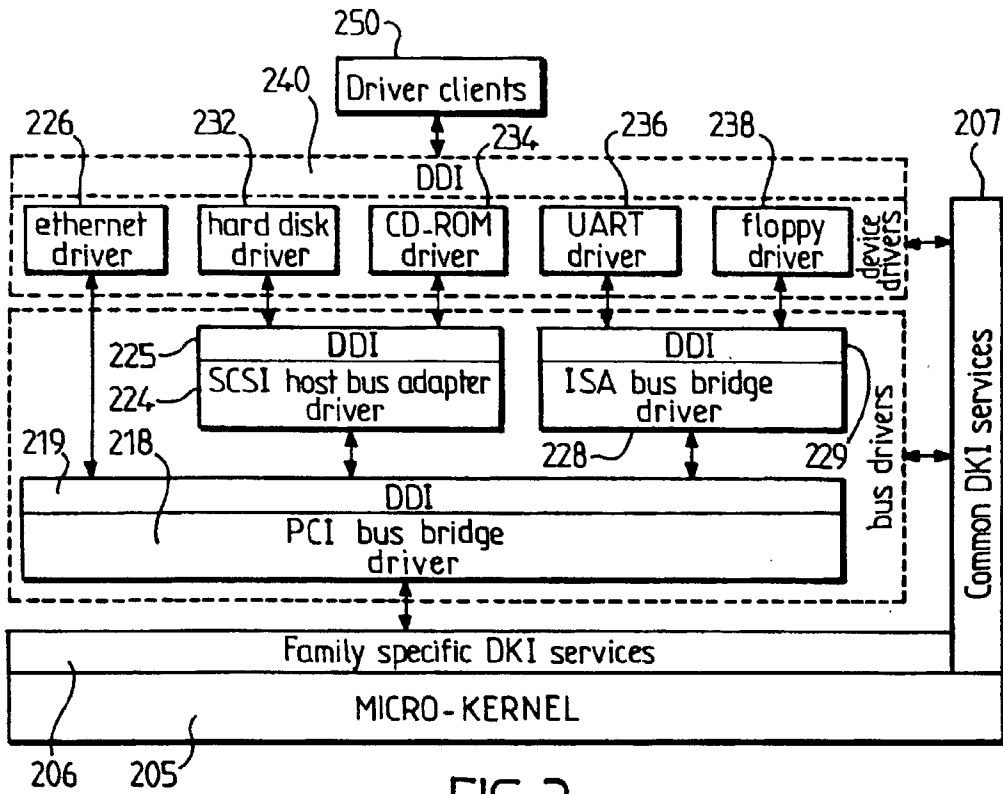 250
Driver clients
240
226
232
234
236
238
207
DDI
ethernet
driver
hard disk
driver
CD-ROM
driver
UART
driver
floppy
driver
device
drivers
225
DDI
224
SCSI host bus adapter
driver
DDI
ISA bus bridge
driver
228
229
219
218
DDI
PCI bus bridge
driver
bus drivers
Common DKI services
Family specific DKI services
MICRO-KERNEL
206
205